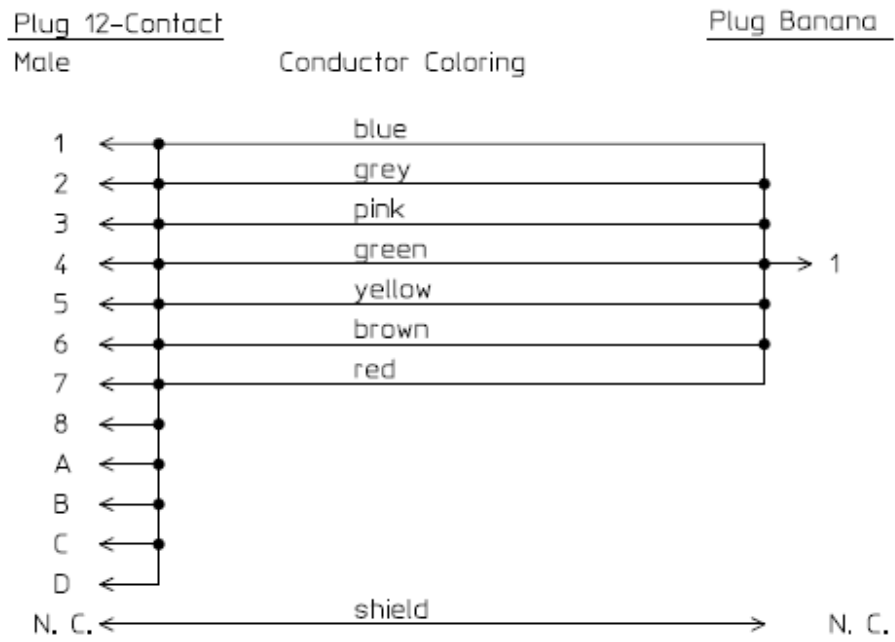 Plug 12-Contact Plug Banana
Male Conductor Coloring
blue
1
grey
2
pink
3
green
4 1
yellow
5
brown
6
red
7
8
A
B
C
D
shield
N. C. N. C.